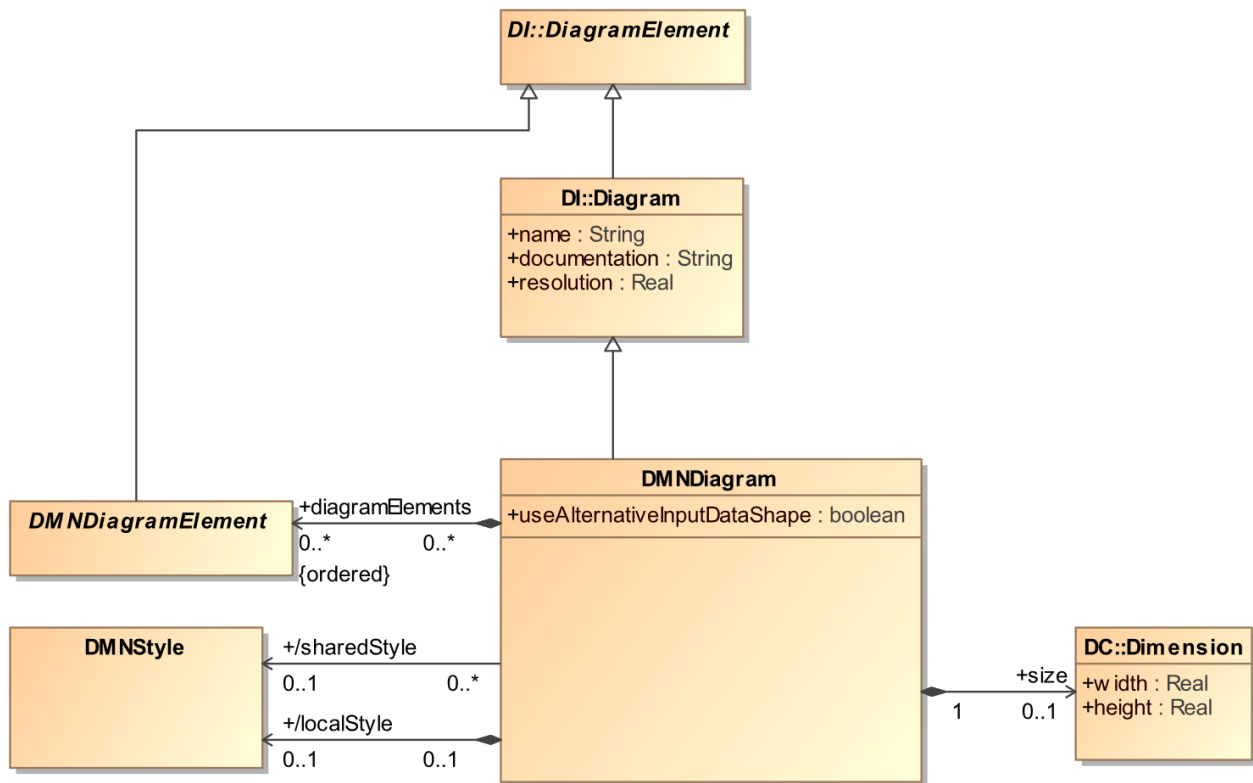 DI::DiagramElement
DI::Diagram
+name : String
+documentation : String
+resolution : Real
DMNDiagram
+useAlternativeInputDataShape : boolean
DMNDiagramElement
+diagramElements
0..* 0..*
{ordered}
DMNStyle
+/sharedStyle
0..1 0..*
+/localStyle
0..1 0..1
+size
1 0..1
DC::Dimension
+width : Real
+height : Real